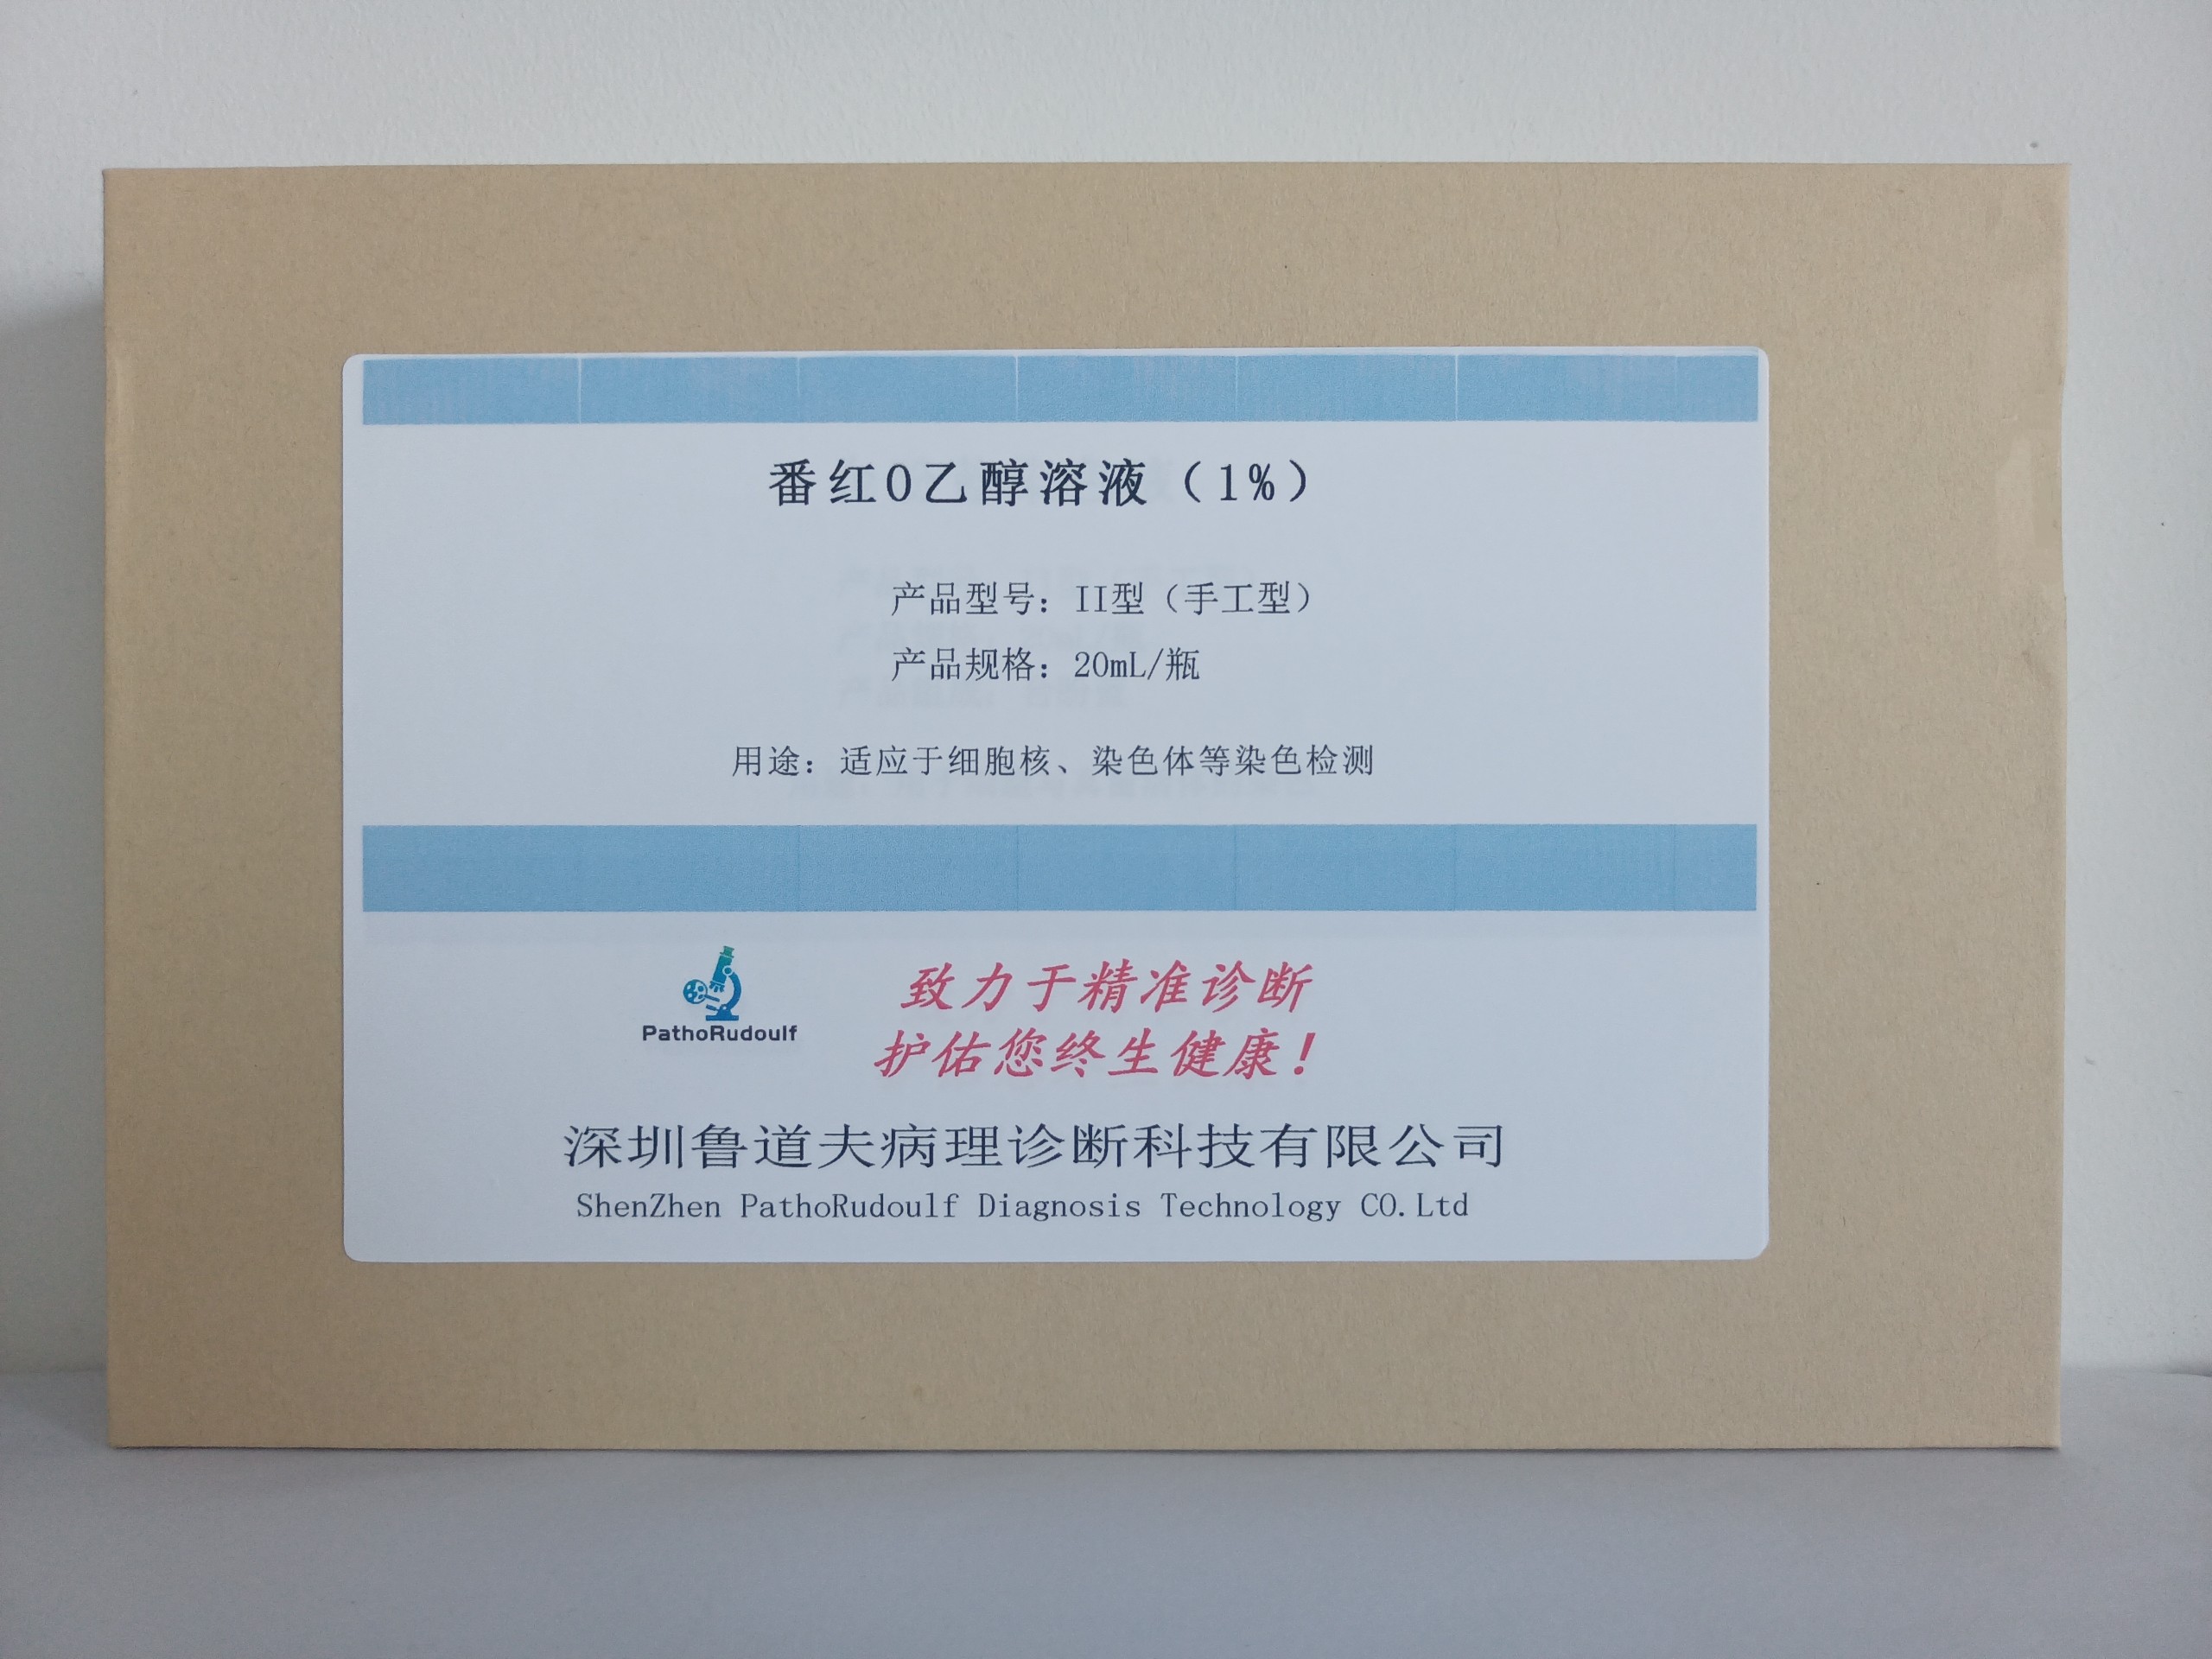 番红O乙醇溶液（1%）
产品型号：II型（手工型）
产品规格：20mL/瓶
用途：适应于细胞核、染色体等染色检测
PathoRudoulf
致力于精准诊断
护佑您终生健康！
深圳鲁道夫病理诊断科技有限公司
ShenZhen PathoRudoulf Diagnosis Technology CO.Ltd